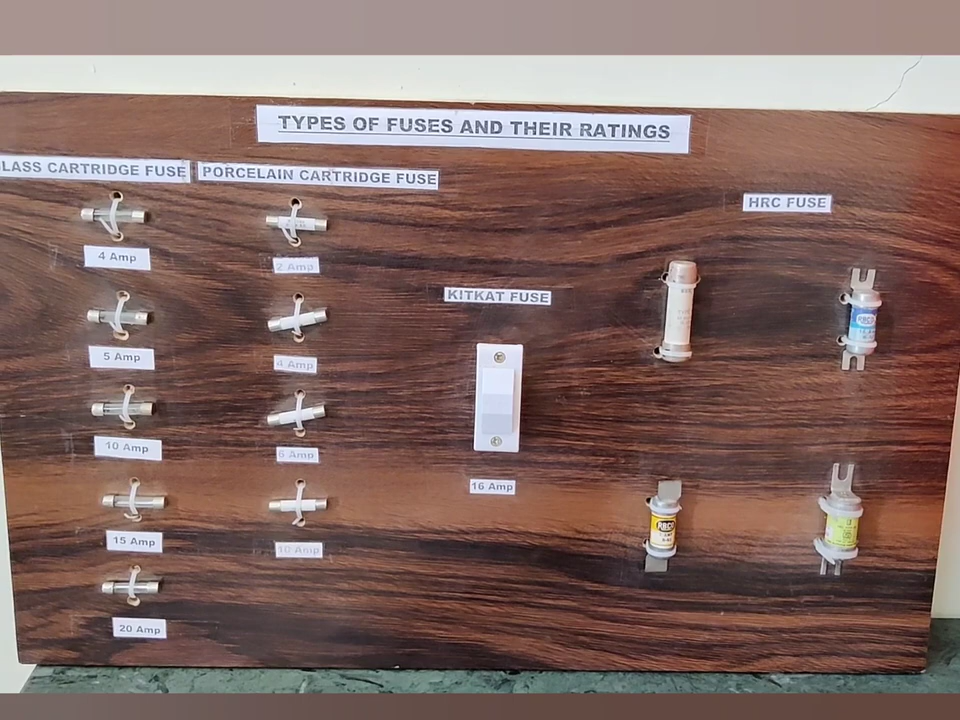 TYPES OF FUSES AND THEIR RATINGS
LASS CARTRIDGE FUSE
PORCELAIN CARTRIDGE FUSE
HRC FUSE
KITKAT FUSE
4 Amp
5 Amp
10 Amp
15 Amp
20 Amp
2 Amp
4 Amp
6 Amp
10 Amp
16 Amp